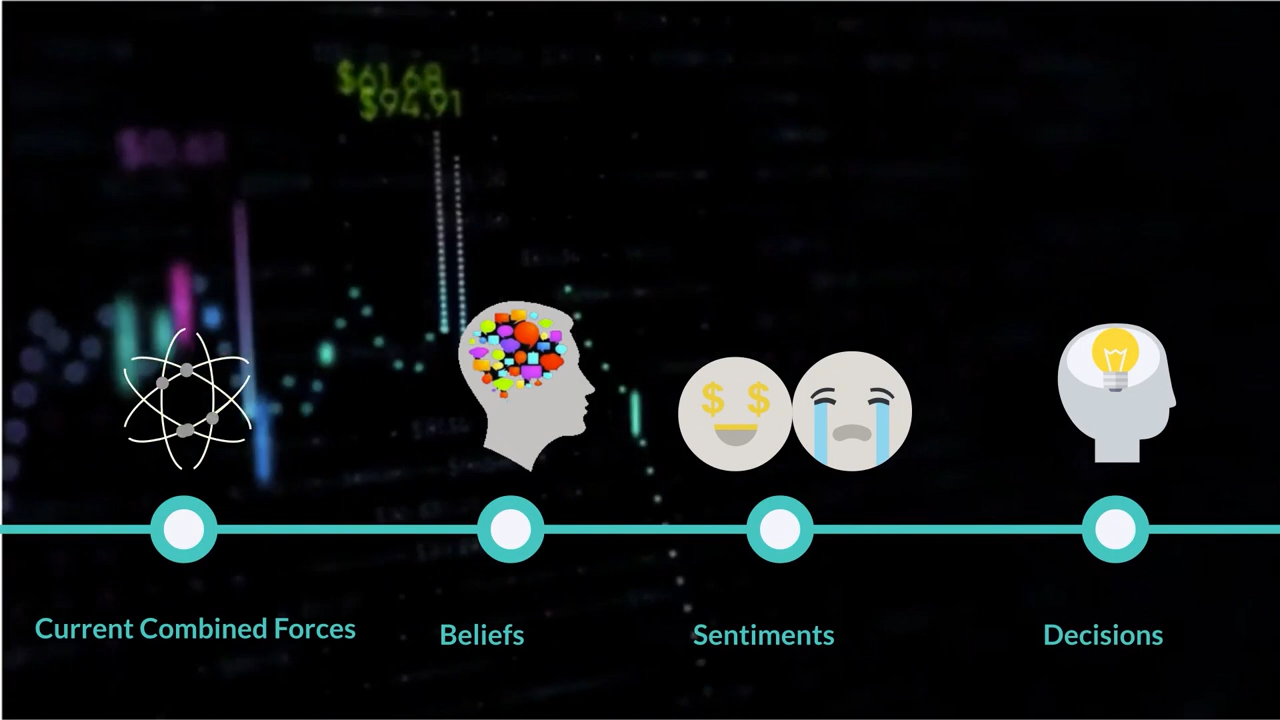 $61.68
$94.91
Current Combined Forces
Beliefs
Sentiments
Decisions